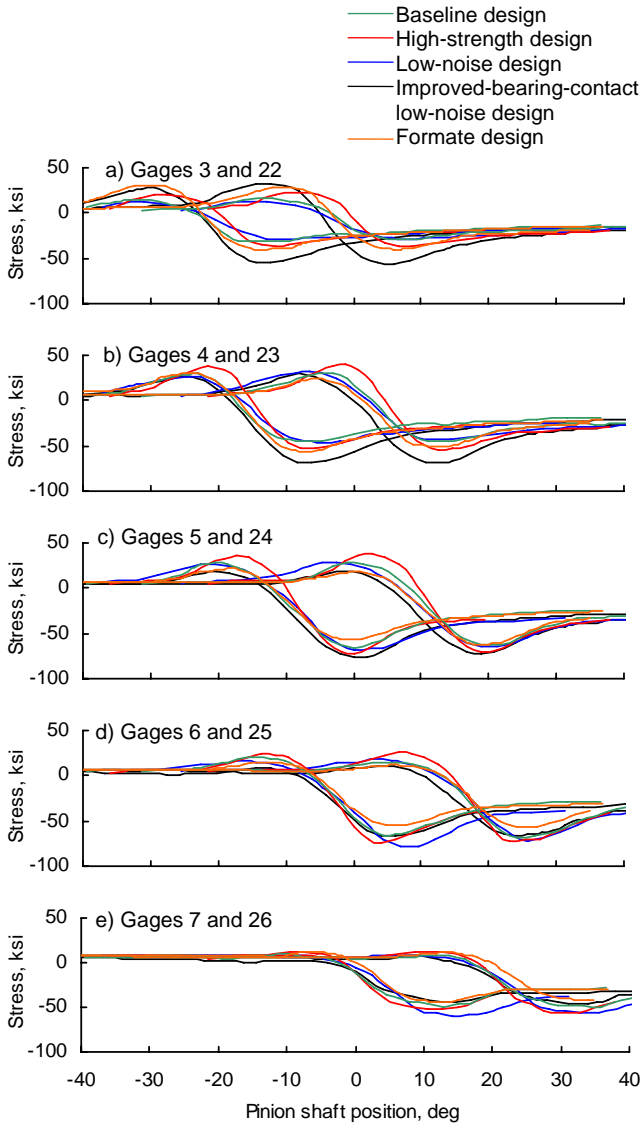 Baseline design
High-strength design
Low-noise design
Improved-bearing-contact
low-noise design
Formate design
a) Gages 3 and 22
50
0
-50
-100
Stress, ksi
b) Gages 4 and 23
50
0
-50
-100
Stress, ksi
c) Gages 5 and 24
50
0
-50
-100
Stress, ksi
d) Gages 6 and 25
50
0
-50
-100
Stress, ksi
e) Gages 7 and 26
50
0
-50
-100
Stress, ksi
-40 -30 -20 -10 0 10 20 30 40
Pinion shaft position, deg